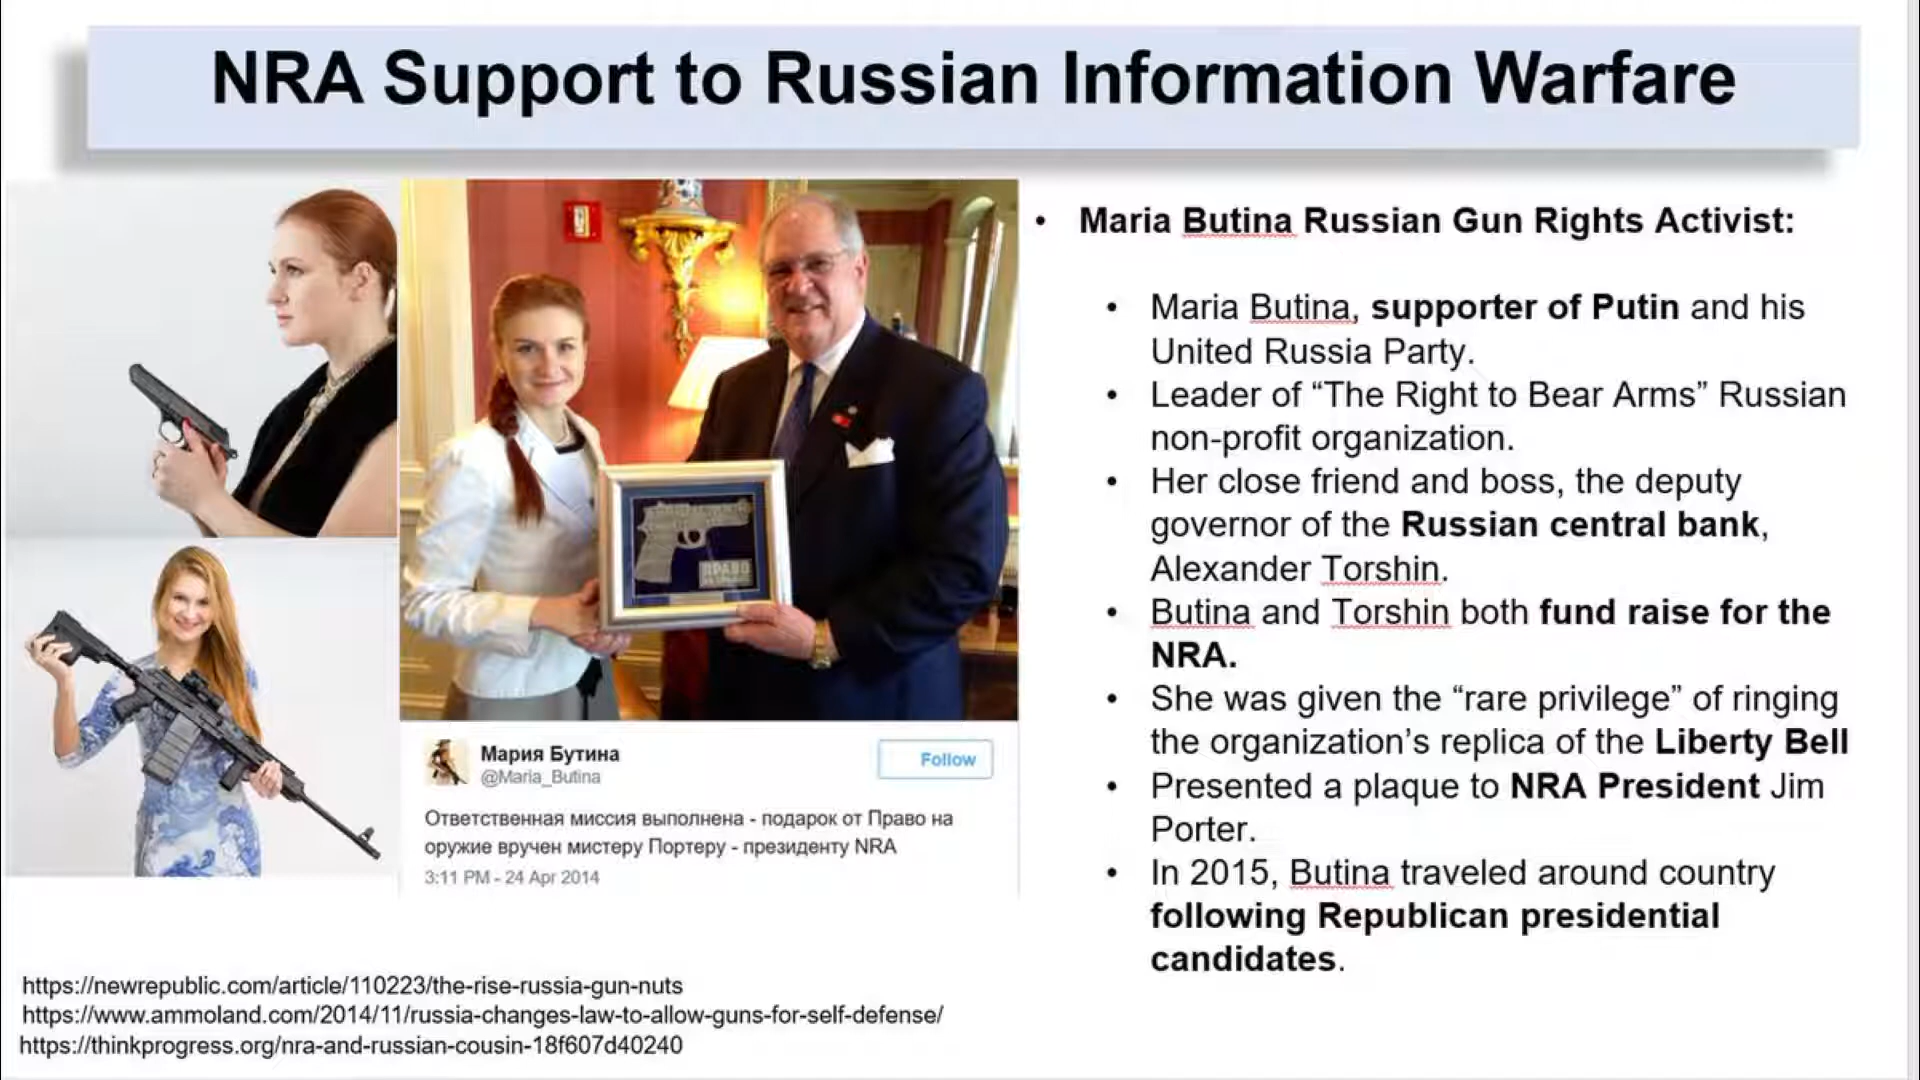 NRA Support to Russian Information Warfare
• Maria Butina Russian Gun Rights Activist:
• Maria Butina, supporter of Putin and his
United Russia Party.
• Leader of “The Right to Bear Arms” Russian
non-profit organization.
• Her close friend and boss, the deputy
governor of the Russian central bank,
Alexander Torshin.
• Butina and Torshin both fund raise for the
NRA.
• She was given the “rare privilege” of ringing
the organization’s replica of the Liberty Bell
• Presented a plaque to NRA President Jim
Porter.
• In 2015, Butina traveled around country
following Republican presidential
candidates.
ПРАВО
Мария Бутина
@Maria_Butina
Follow
Ответственная миссия выполнена - подарок от Право на
оружие вручен мистеру Портеру - президенту NRA
3:11 PM - 24 Apr 2014
https://newrepublic.com/article/110223/the-rise-russia-gun-nuts
https://www.ammoland.com/2014/11/russia-changes-law-to-allow-guns-for-self-defense/
https://thinkprogress.org/nra-and-russian-cousin-18f607d40240